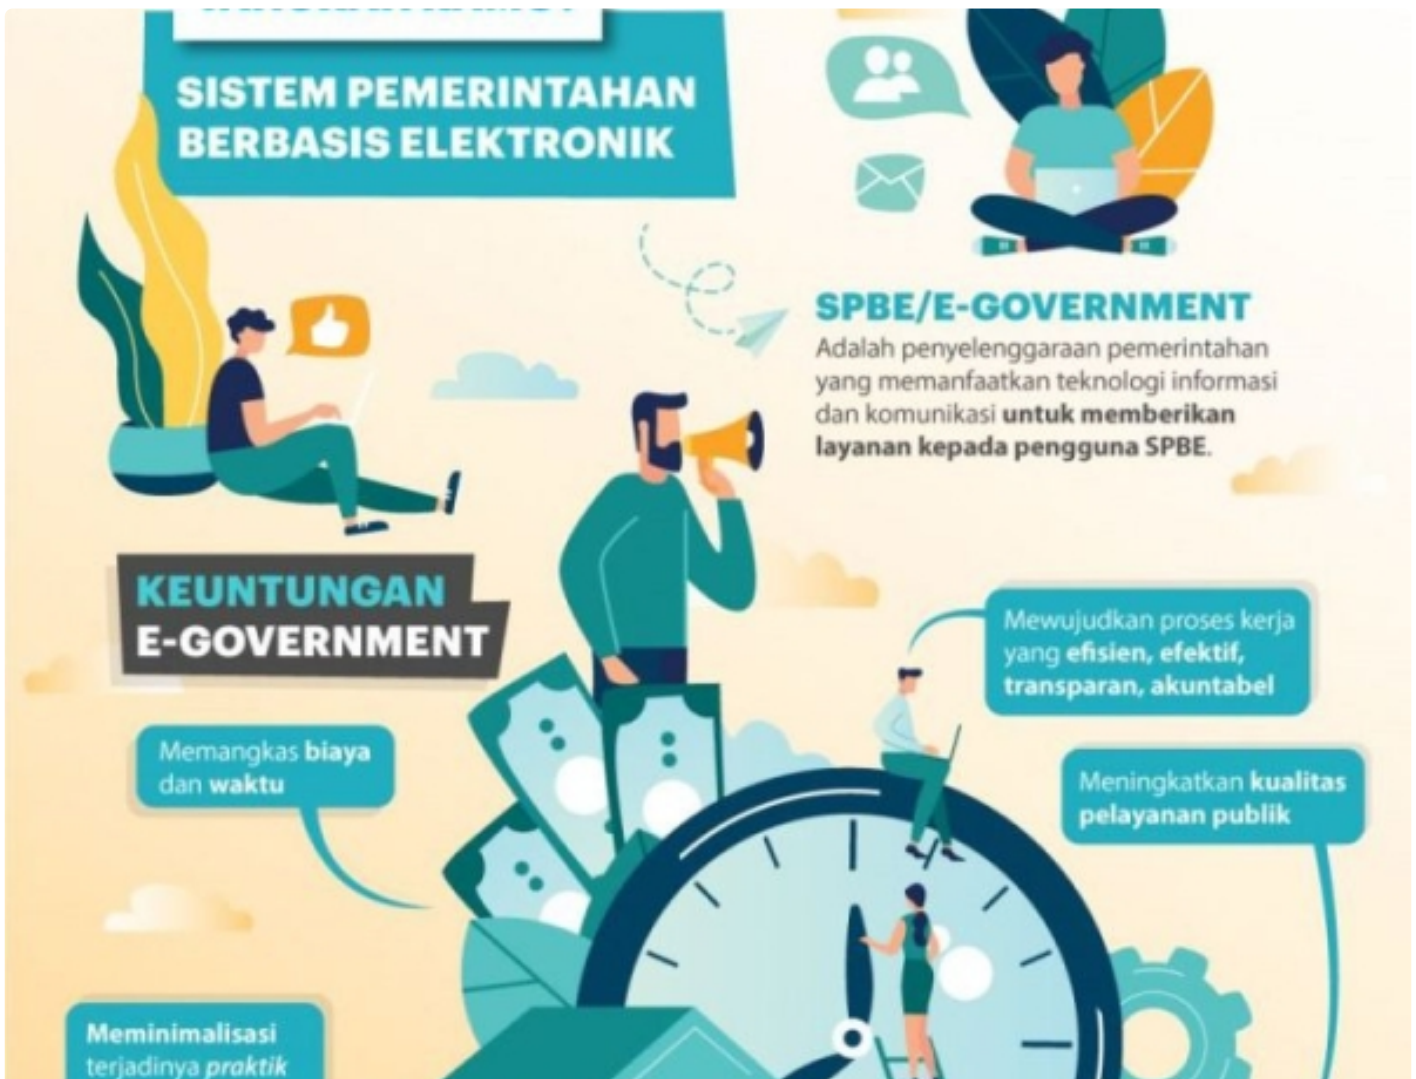 SISTEM PEMERINTAHAN
BERBASIS ELEKTRONIK
SPBE/E-GOVERNMENT
Adalah penyelenggaraan pemerintahan
yang memanfaatkan teknologi informasi
dan komunikasi untuk memberikan
layanan kepada pengguna SPBE.
KEUNTUNGAN
E-GOVERNMENT
Memangkas biaya
dan waktu
Mewujudkan proses kerja
yang efisien, efektif,
transparan, akuntabel
Meningkatkan kualitas
pelayanan publik
Meminimalisasi
terjadinya praktik